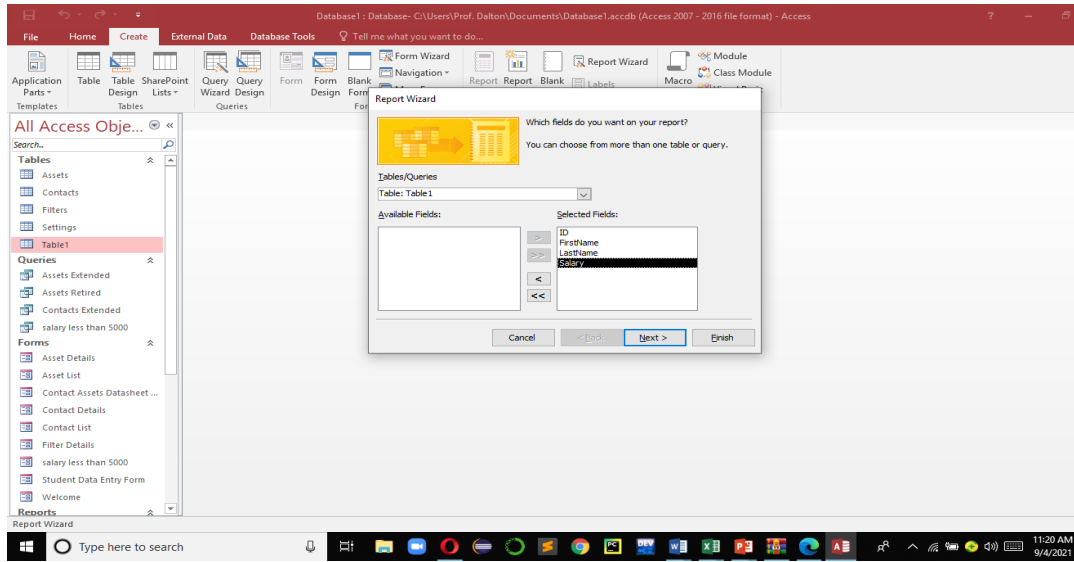 Database1 : Database- C:\Users\Prof. Dalton\Documents\Database1.accdb (Access 2007 - 2016 file format) - Access
File Home Create External Data Database Tools Tell me what you want to do...
Form Wizard Report Wizard Module
Navigation Class Module
Application Parts Table Table Design SharePoint Lists Query Wizard Query Design Form Form Design Blank Form Report Report Blank Labels Macro
Templates Tables Queries For
Report Wizard
Which fields do you want on your report?
You can choose from more than one table or query.
Tables/Queries
Table: Table1
Available Fields: Selected Fields:
ID
FirstName
LastName
Salary
>
>>
<
<<
Cancel < Back Next > Finish
All Access Obje... «
Search..
Tables
Assets
Contacts
Filters
Settings
Table1
Queries
Assets Extended
Assets Retired
Contacts Extended
salary less than 5000
Forms
Asset Details
Asset List
Contact Assets Datasheet ...
Contact Details
Contact List
Filter Details
salary less than 5000
Student Data Entry Form
Welcome
Reports
Report Wizard
Type here to search
11:20 AM
9/4/2021